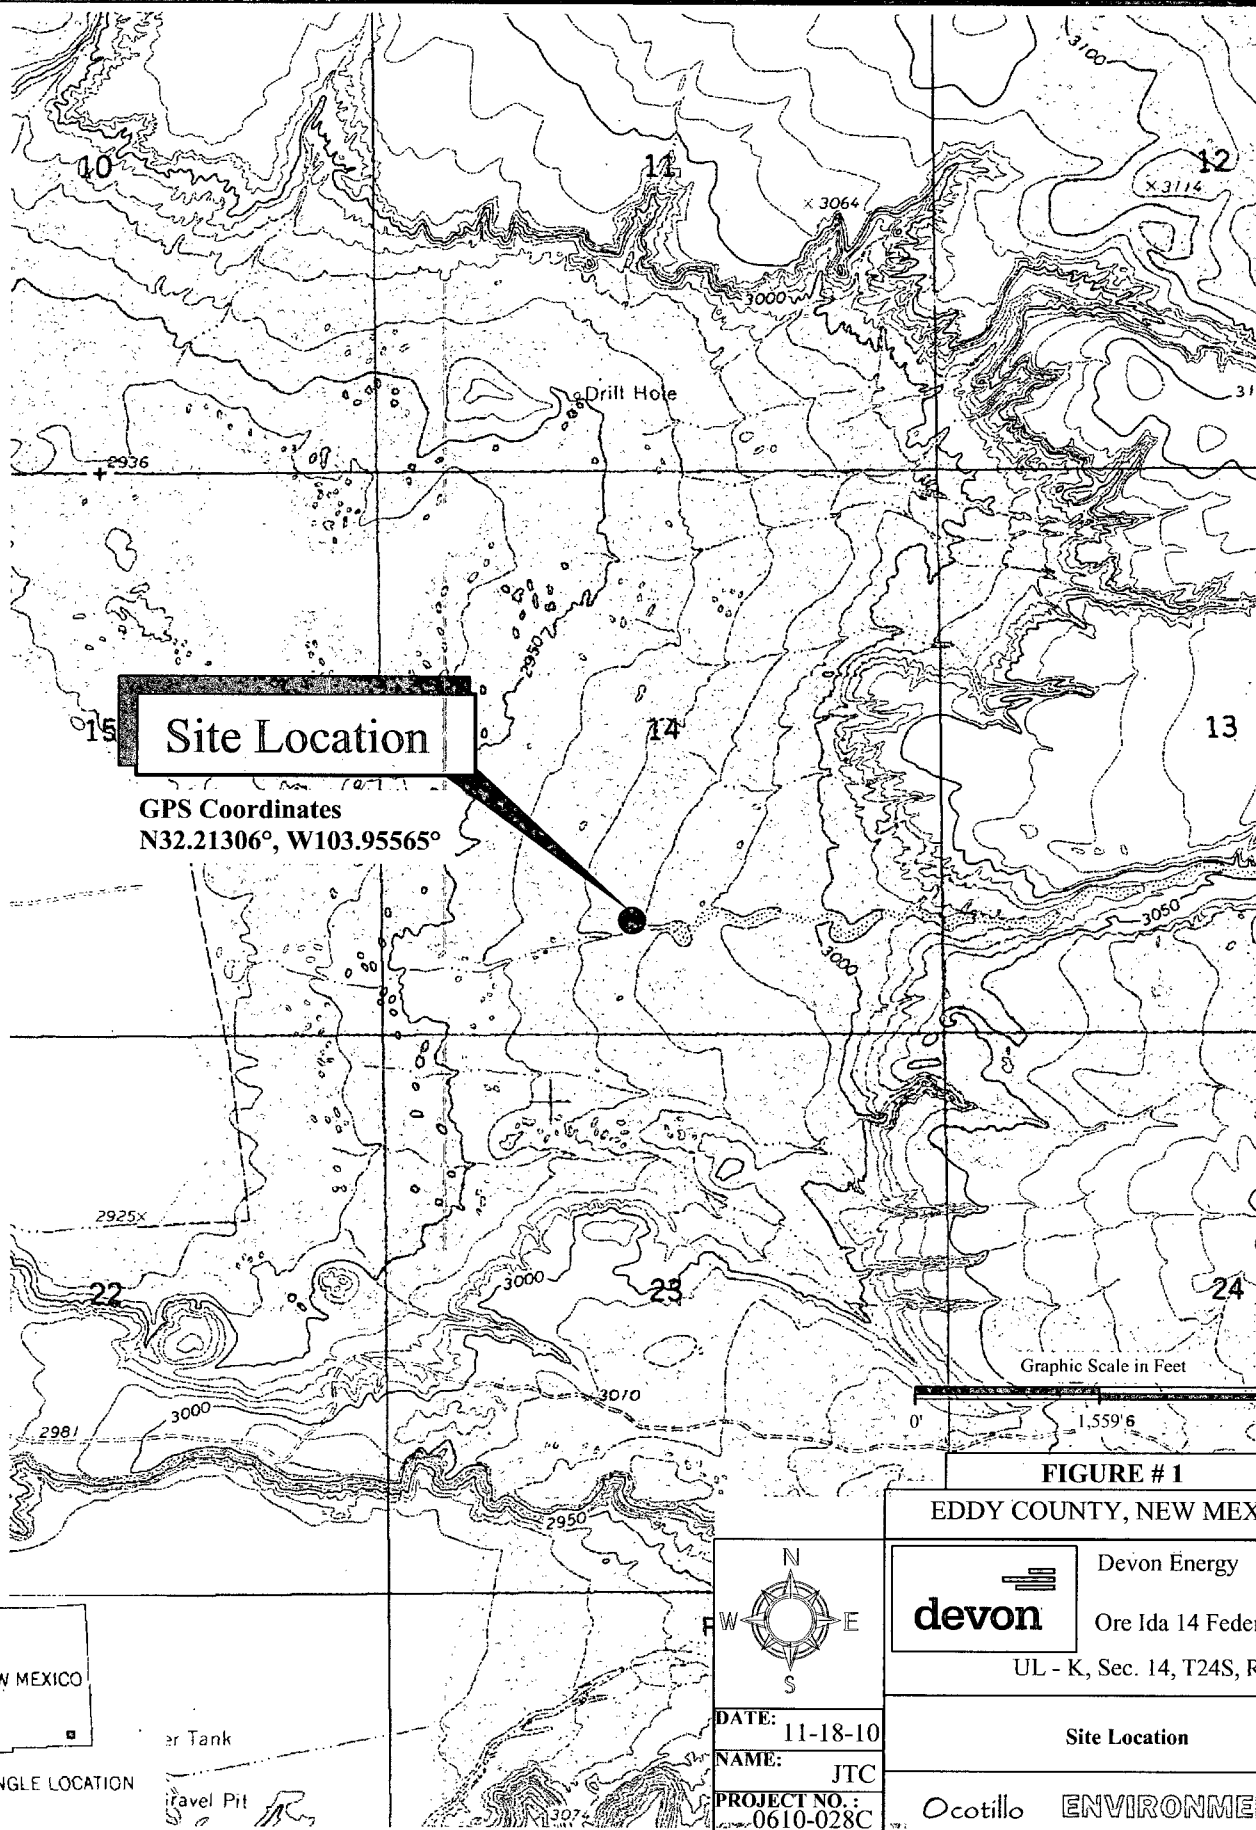 3100
10
11
12
× 3114
× 3064
3000
Drill Hole
31
2936
2950
15
Site Location
14
13
GPS Coordinates
N32.21306°, W103.95565°
3050
3000
2925×
22
3000
23
24
Graphic Scale in Feet
3010
3000
0'
1,559'6
2981
FIGURE # 1
EDDY COUNTY, NEW MEX
2950
N
W
E
S
devon
Devon Energy
Ore Ida 14 Feder
UL - K, Sec. 14, T24S, R
W MEXICO
NGLE LOCATION
er Tank
ravel Pit
3074
DATE:
11-18-10
NAME:
JTC
PROJECT NO. :
0610-028C
Site Location
Ocotillo ENVIRONME